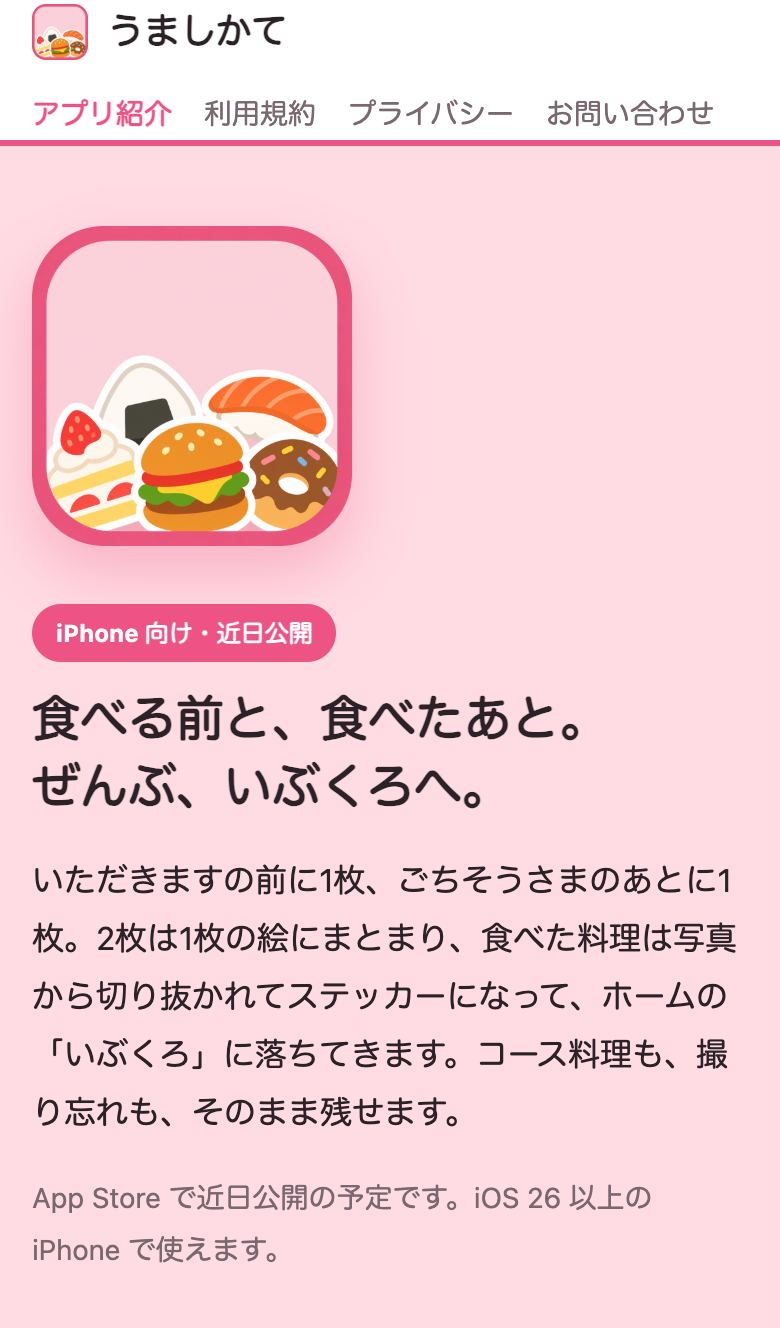 うましかて
アプリ紹介 利用規約 プライバシー お問い合わせ
iPhone 向け・近日公開
食べる前と、食べたあと。
ぜんぶ、いぶくろへ。
いただきますの前に1枚、ごちそうさまのあとに1
枚。2枚は1枚の絵にまとまり、食べた料理は写真
から切り抜かれてステッカーになって、ホームの
「いぶくろ」に落ちてきます。コース料理も、撮
り忘れも、そのまま残せます。
App Store で近日公開の予定です。iOS 26 以上の
iPhone で使えます。